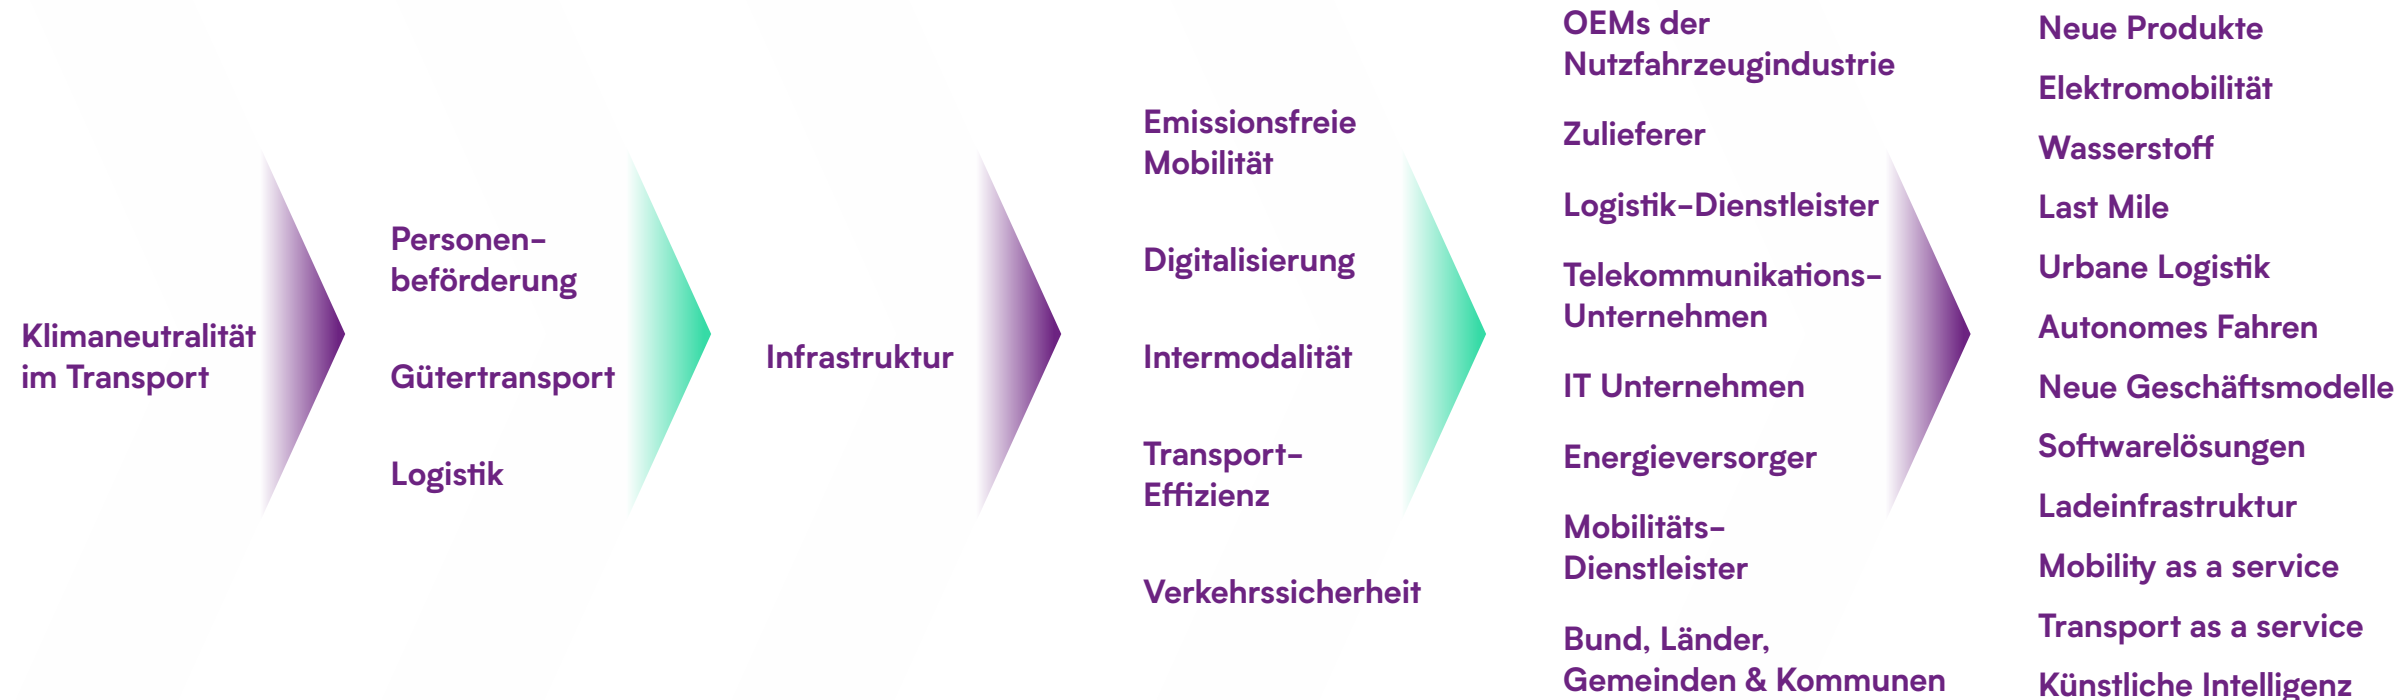 Klimaneutralität
im Transport
Personen-
beförderung
Gütertransport
Logistik
Infrastruktur
Emissionsfreie
Mobilität
Digitalisierung
Intermodalität
Transport-
Effizienz
Verkehrssicherheit
OEMs der
Nutzfahrzeugindustrie
Zulieferer
Logistik-Dienstleister
Telekommunikations-
Unternehmen
IT Unternehmen
Energieversorger
Mobilitäts-
Dienstleister
Bund, Länder,
Gemeinden & Kommunen
Neue Produkte
Elektromobilität
Wasserstoff
Last Mile
Urbane Logistik
Autonomes Fahren
Neue Geschäftsmodelle
Softwarelösungen
Ladeinfrastruktur
Mobility as a service
Transport as a service
Künstliche Intelligenz